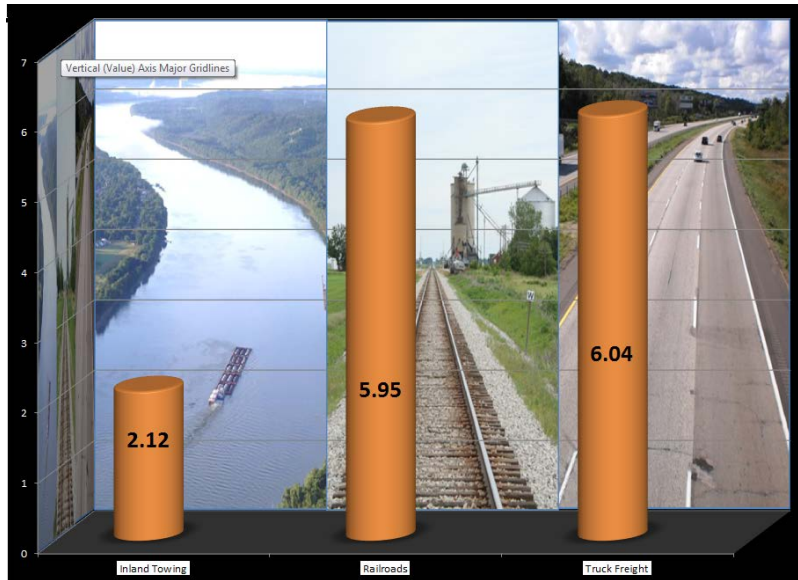 7
Vertical (Value) Axis Major Gridlines
6
5
4
3
2
1
0
2.12
5.95
6.04
W
Inland Towing
Railroads
Truck Freight